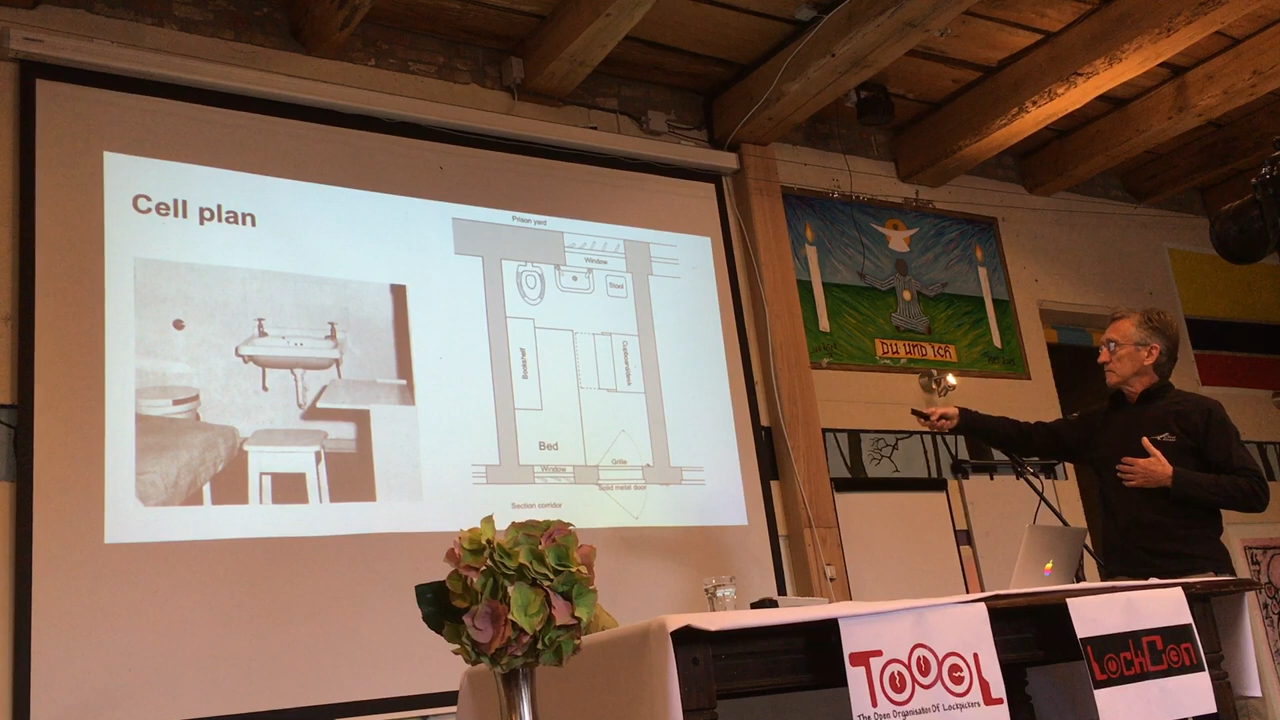 Cell plan
Prison yard
Window
Stool
Bookshelf
Cupboard/desk
Bed
Grille
Window
Solid metal door
Section corridor
DU UND ICH
TOOOL
The Open Organisation Of Lockpickers
LockCon